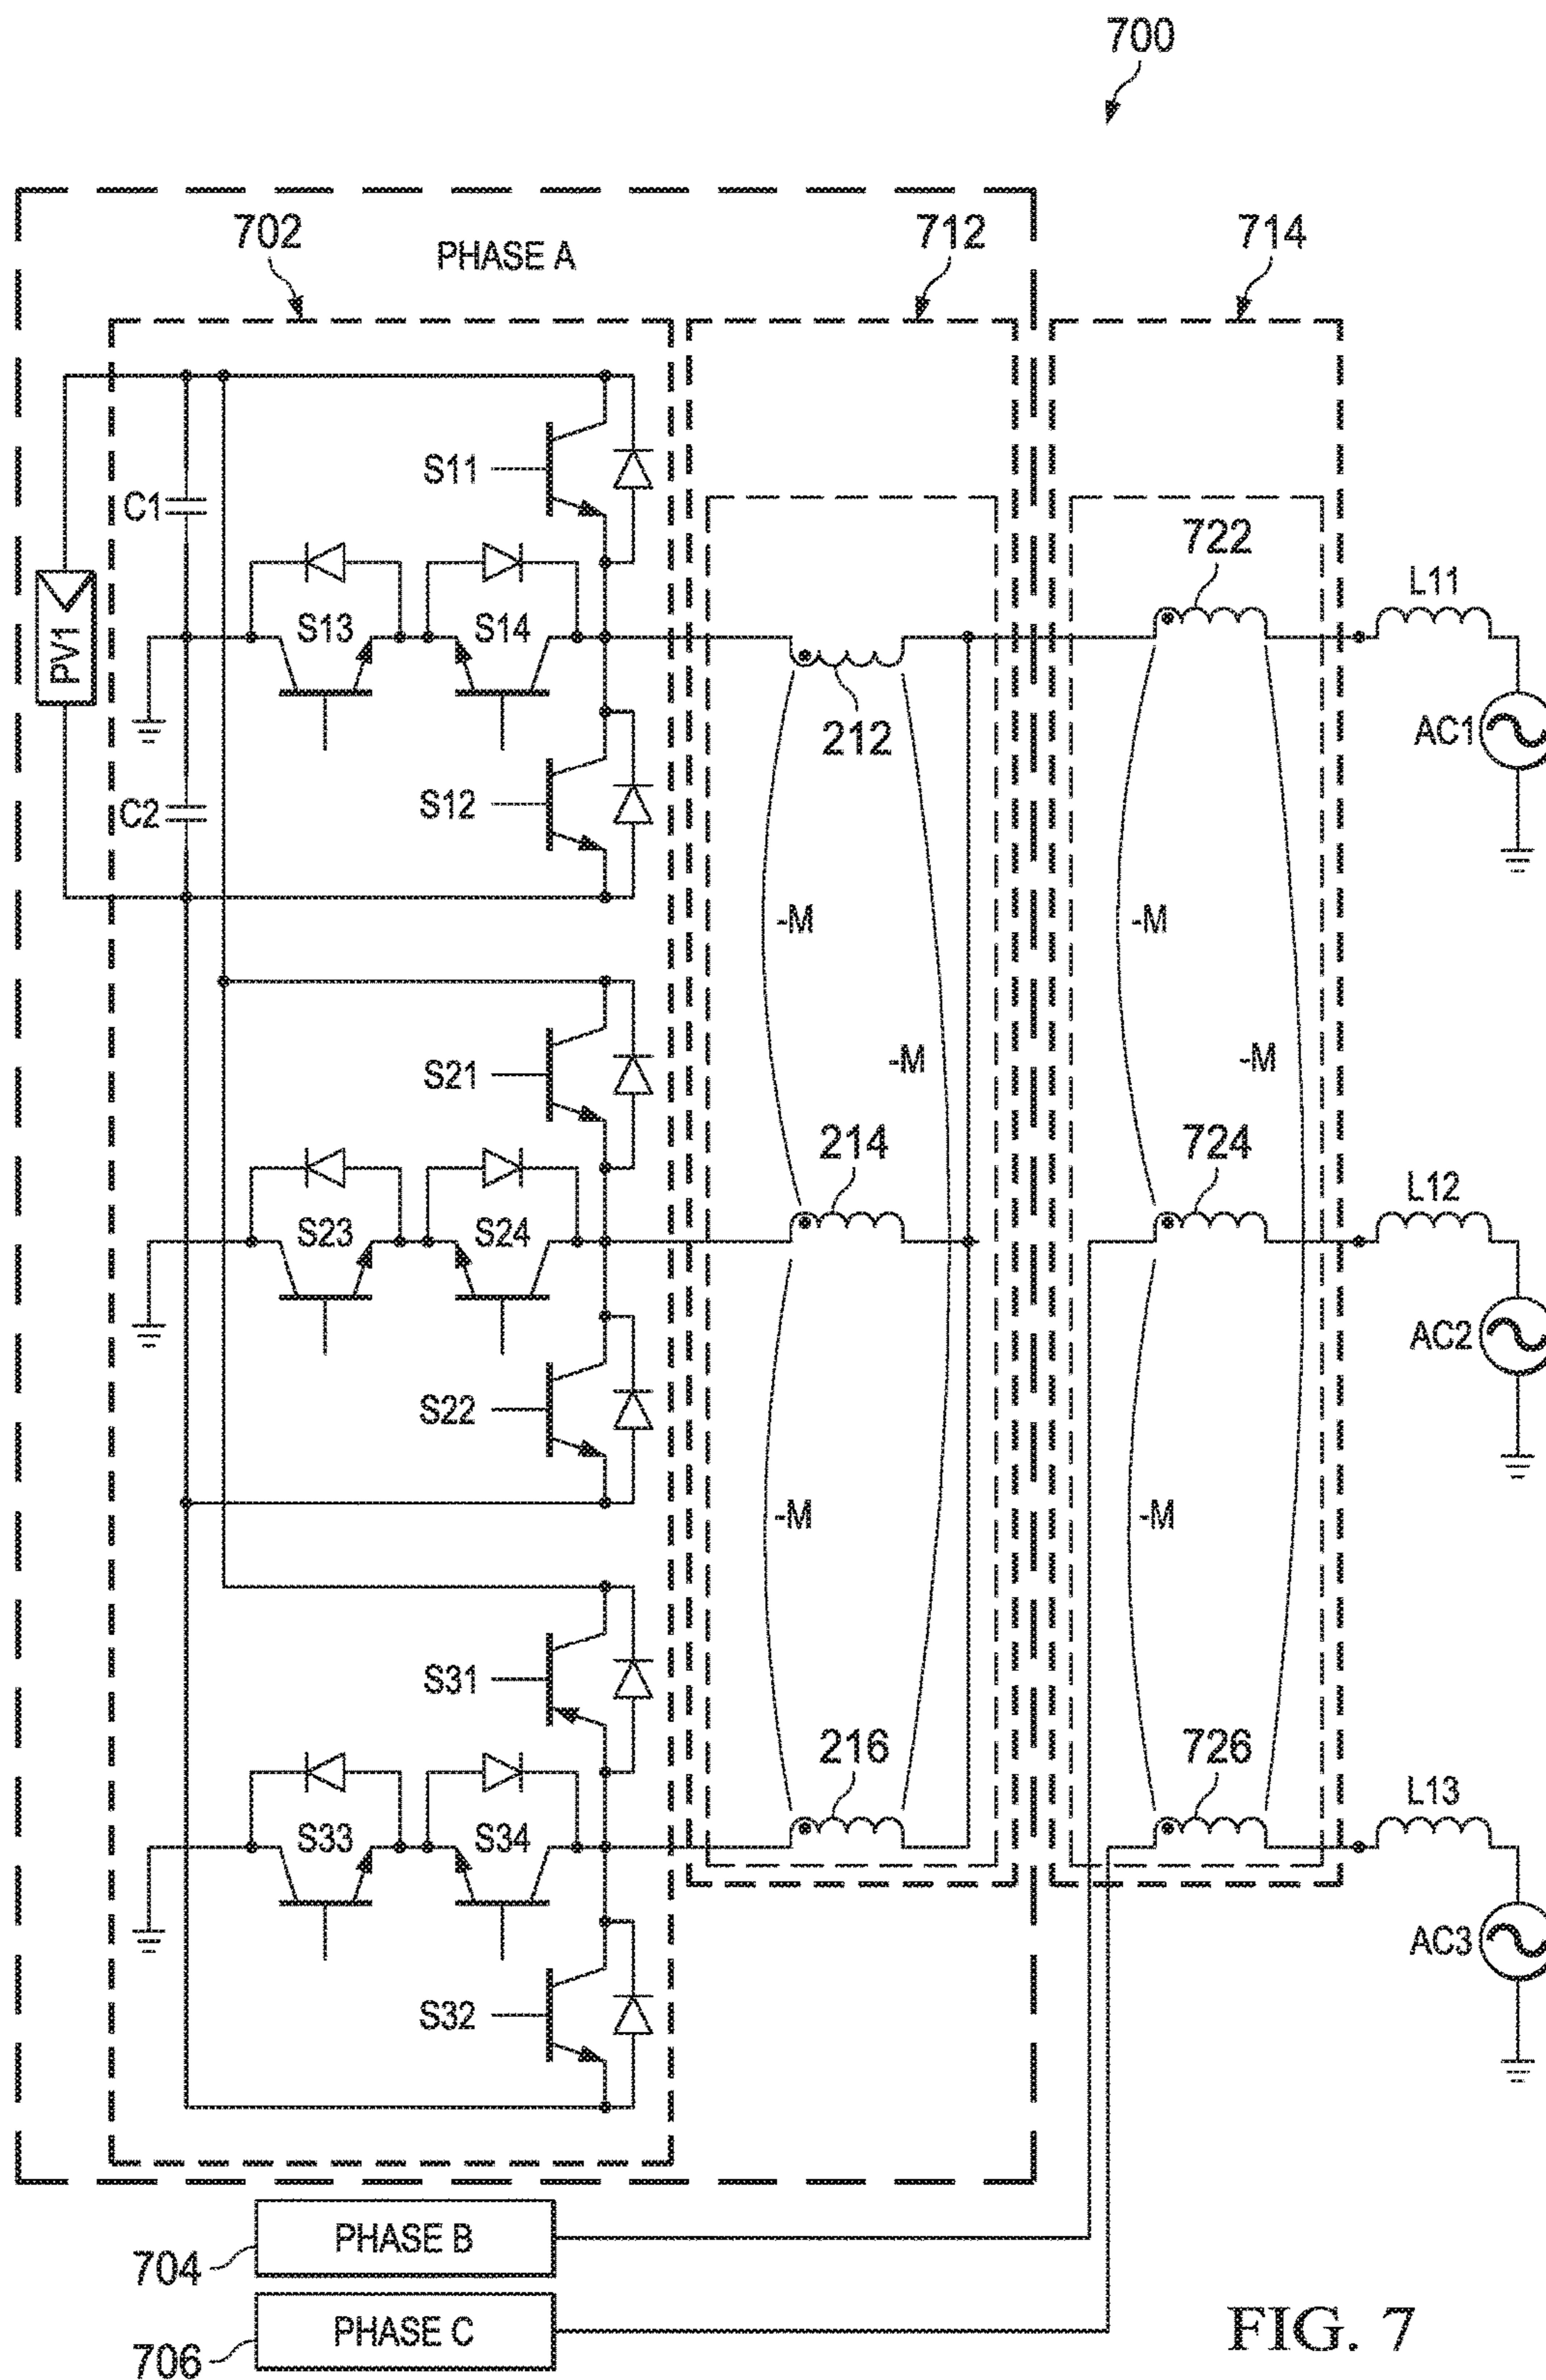 700
702
PHASE A
712
714
S11
C1
722
L11
PV1
S13
S14
212
AC1
C2
S12
-M
-M
S21
-M
-M
214
724
L12
S23
S24
AC2
S22
-M
-M
S31
216
726
L13
S33
S34
AC3
S32
PHASE B
704
PHASE C
706
FIG. 7